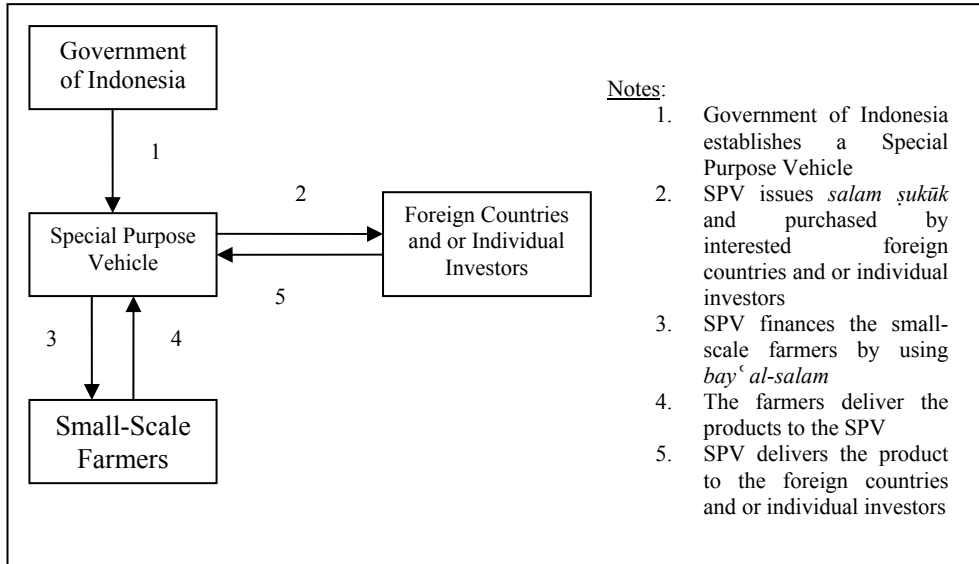 Government
of Indonesia
1
2
Special Purpose
Vehicle
Foreign Countries
and or Individual
Investors
5
3
4
Small-Scale
Farmers
Notes:
1. Government of Indonesia
establishes a Special
Purpose Vehicle
2. SPV issues salam ṣukūk
and purchased by
interested foreign
countries and or individual
investors
3. SPV finances the small-
scale farmers by using
bayʿ al-salam
4. The farmers deliver the
products to the SPV
5. SPV delivers the product
to the foreign countries
and or individual investors